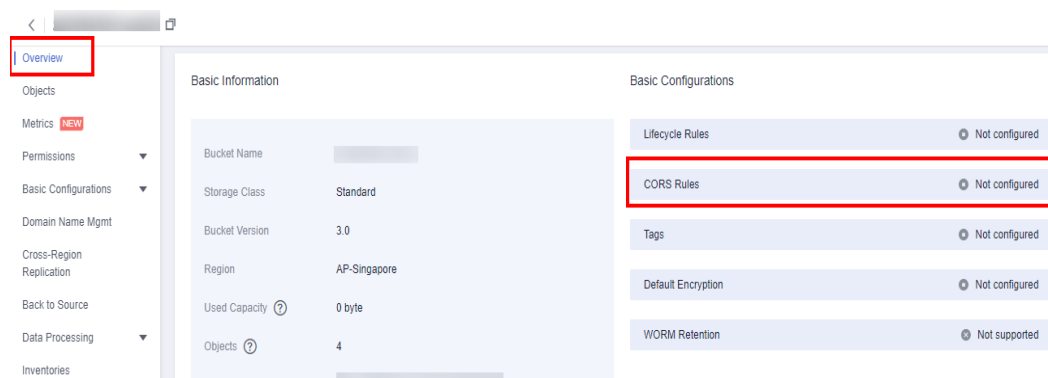 Overview
Objects
Metrics NEW
Permissions
Basic Configurations
Domain Name Mgmt
Cross-Region
Replication
Back to Source
Data Processing
Inventories
Basic Information
Bucket Name
Storage Class Standard
Bucket Version 3.0
Region AP-Singapore
Used Capacity ? 0 byte
Objects ? 4
Basic Configurations
Lifecycle Rules Not configured
CORS Rules Not configured
Tags Not configured
Default Encryption Not configured
WORM Retention Not supported